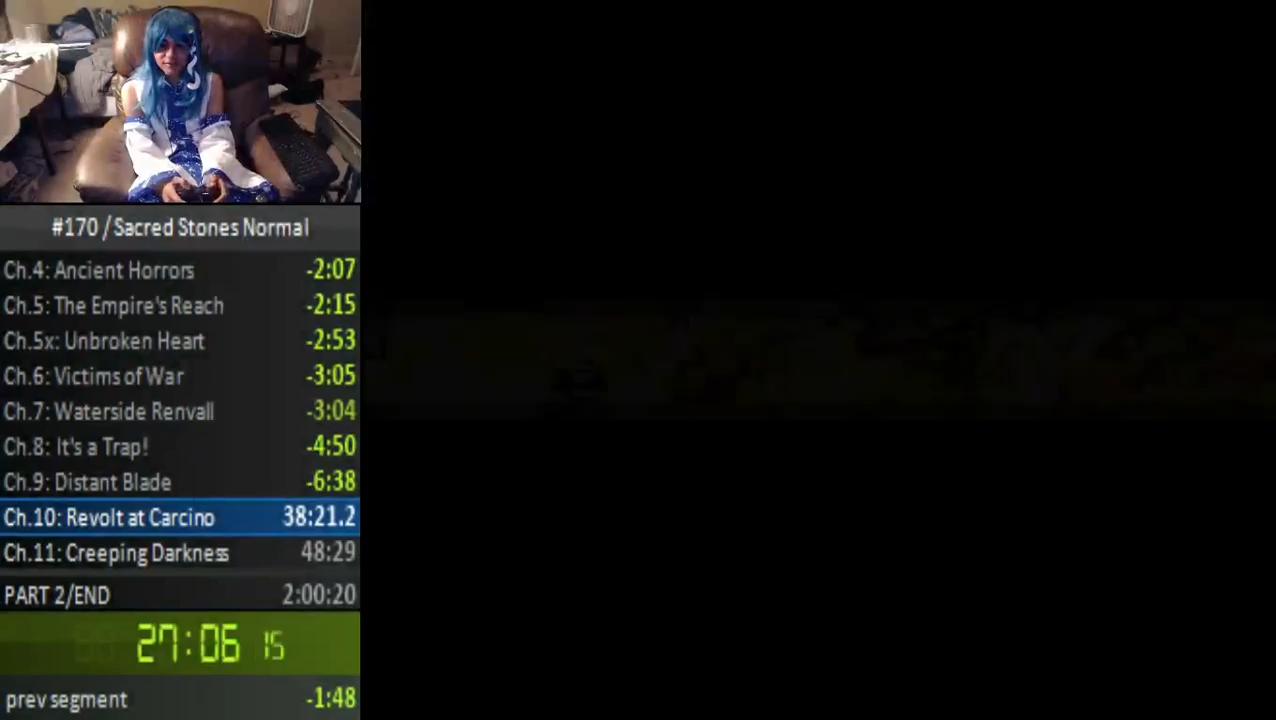 #170 / Sacred Stones Normal
Ch.4: Ancient Horrors -2:07
Ch.5: The Empire's Reach -2:15
Ch.5x: Unbroken Heart -2:53
Ch.6: Victims of War -3:05
Ch.7: Waterside Renvall -3:04
Ch.8: It's a Trap! -4:50
Ch.9: Distant Blade -6:38
Ch.10: Revolt at Carcino 38:21.2
Ch.11: Creeping Darkness 48:29
PART 2/END 2:00:20
27:06 15
prev segment -1:48